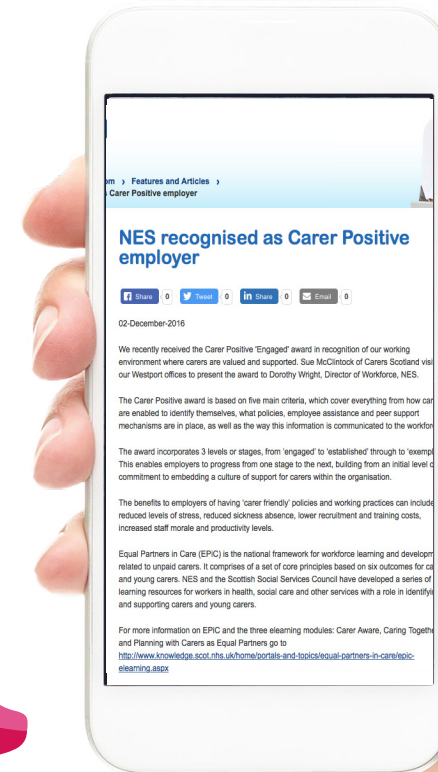 om › Features and Articles ›
Carer Positive employer
NES recognised as Carer Positive
employer
Share 0 Tweet 0 in Share 0 Email 0
02-December-2016
We recently received the Carer Positive 'Engaged' award in recognition of our working
environment where carers are valued and supported. Sue McClintock of Carers Scotland visi
our Westport offices to present the award to Dorothy Wright, Director of Workforce, NES.
The Carer Positive award is based on five main criteria, which cover everything from how car
are enabled to identify themselves, what policies, employee assistance and peer support
mechanisms are in place, as well as the way this information is communicated to the workfor
The award incorporates 3 levels or stages, from 'engaged' to 'established' through to 'exempl
This enables employers to progress from one stage to the next, building from an initial level o
commitment to embedding a culture of support for carers within the organisation.
The benefits to employers of having 'carer friendly' policies and working practices can include
reduced levels of stress, reduced sickness absence, lower recruitment and training costs,
increased staff morale and productivity levels.
Equal Partners in Care (EPiC) is the national framework for workforce learning and developm
related to unpaid carers. It comprises of a set of core principles based on six outcomes for ca
and young carers. NES and the Scottish Social Services Council have developed a series of
learning resources for workers in health, social care and other services with a role in identifyi
and supporting carers and young carers.
For more information on EPiC and the three elearning modules: Carer Aware, Caring Togethe
and Planning with Carers as Equal Partners go to
http://www.knowledge.scot.nhs.uk/home/portals-and-topics/equal-partners-in-care/epic-
elearning.aspx